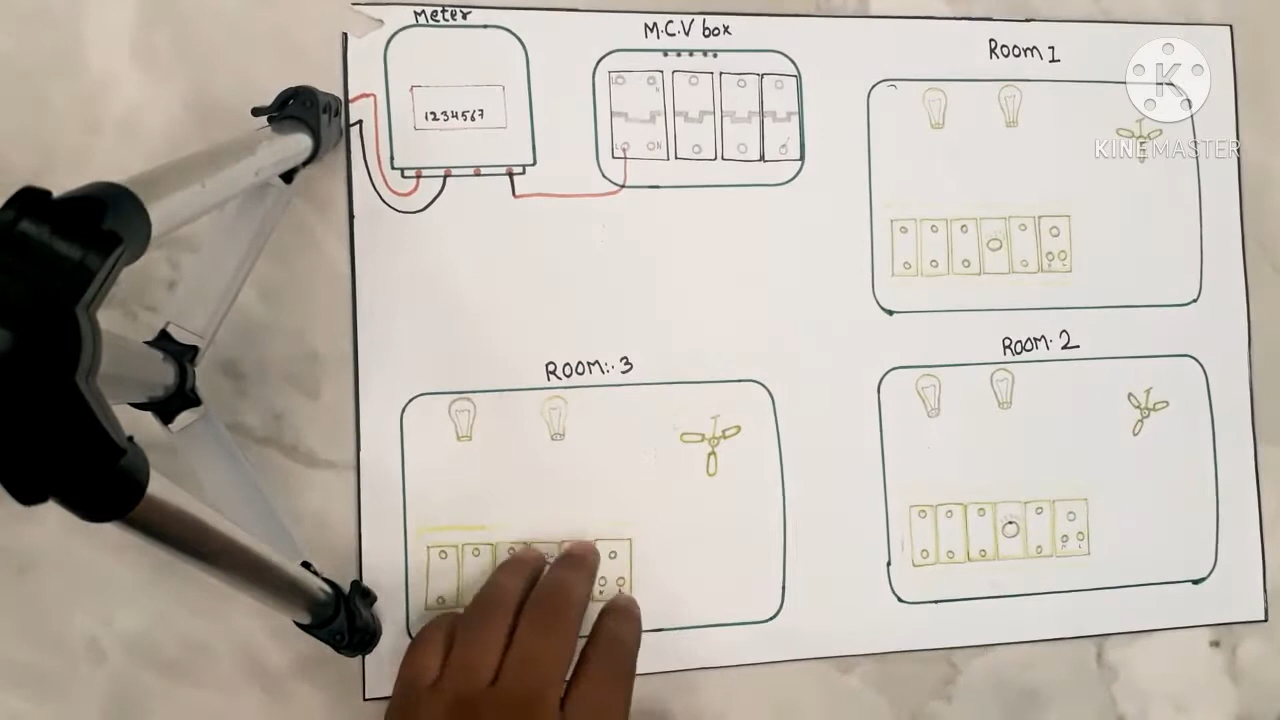 Meter
M.C.V box
Room 1
K
KINEMASTER
1234567
L N
L N
Room. 2
Room:. 3